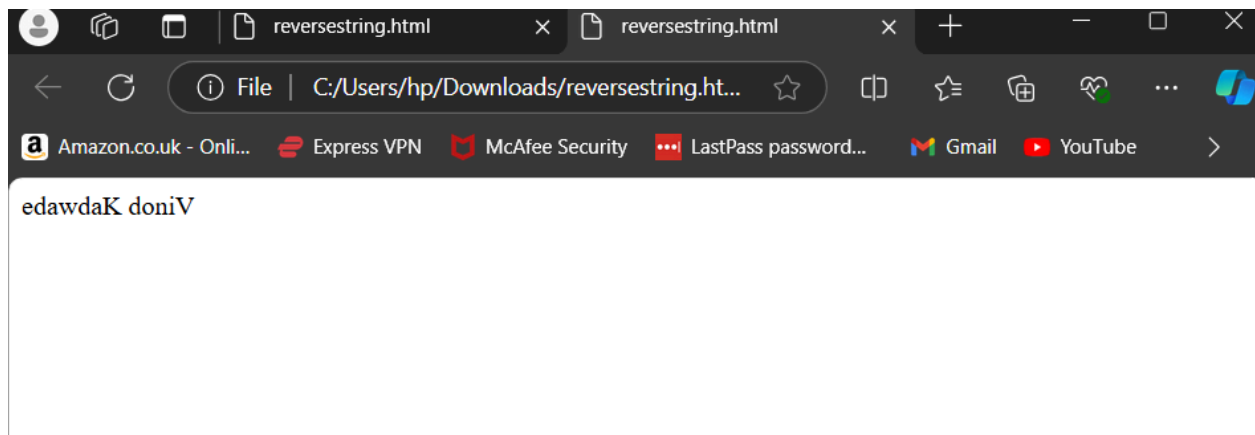 reversestring.html reversestring.html
File | C:/Users/hp/Downloads/reversestring.ht...
a Amazon.co.uk - Onli... Express VPN McAfee Security LastPass password... Gmail YouTube
edawdaK doniV